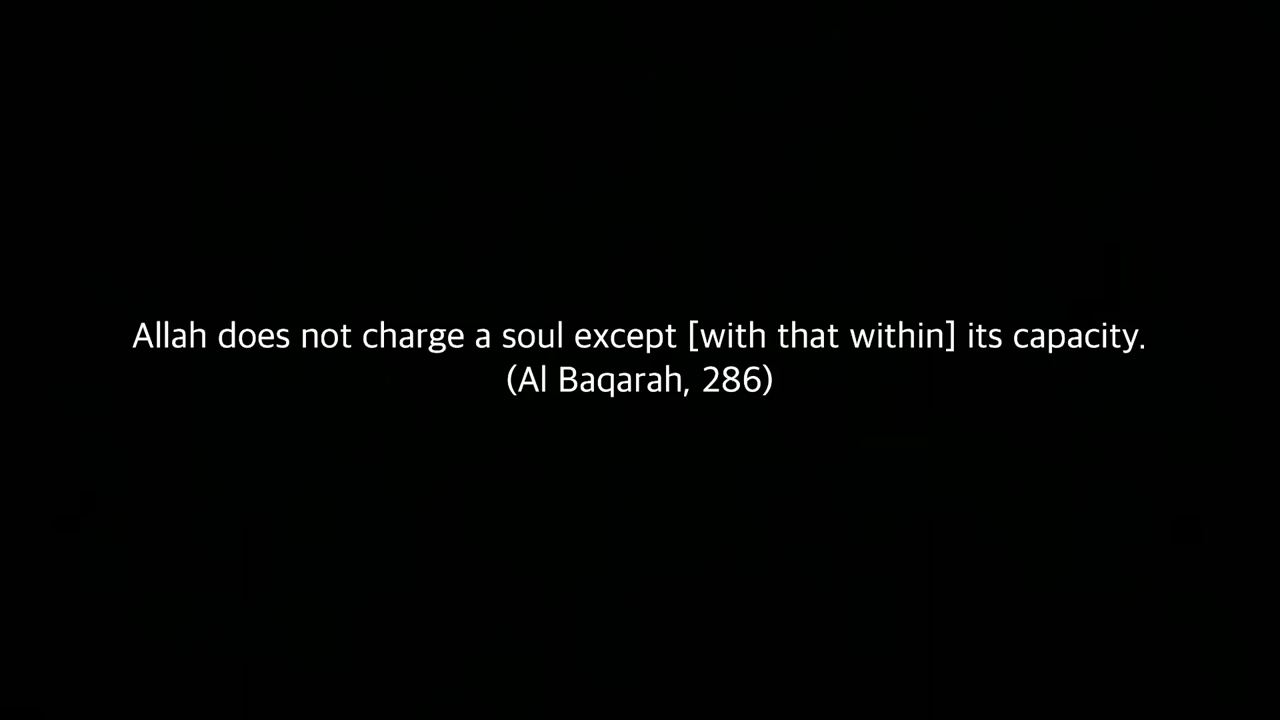 Allah does not charge a soul except [with that within] its capacity.
(Al Baqarah, 286)